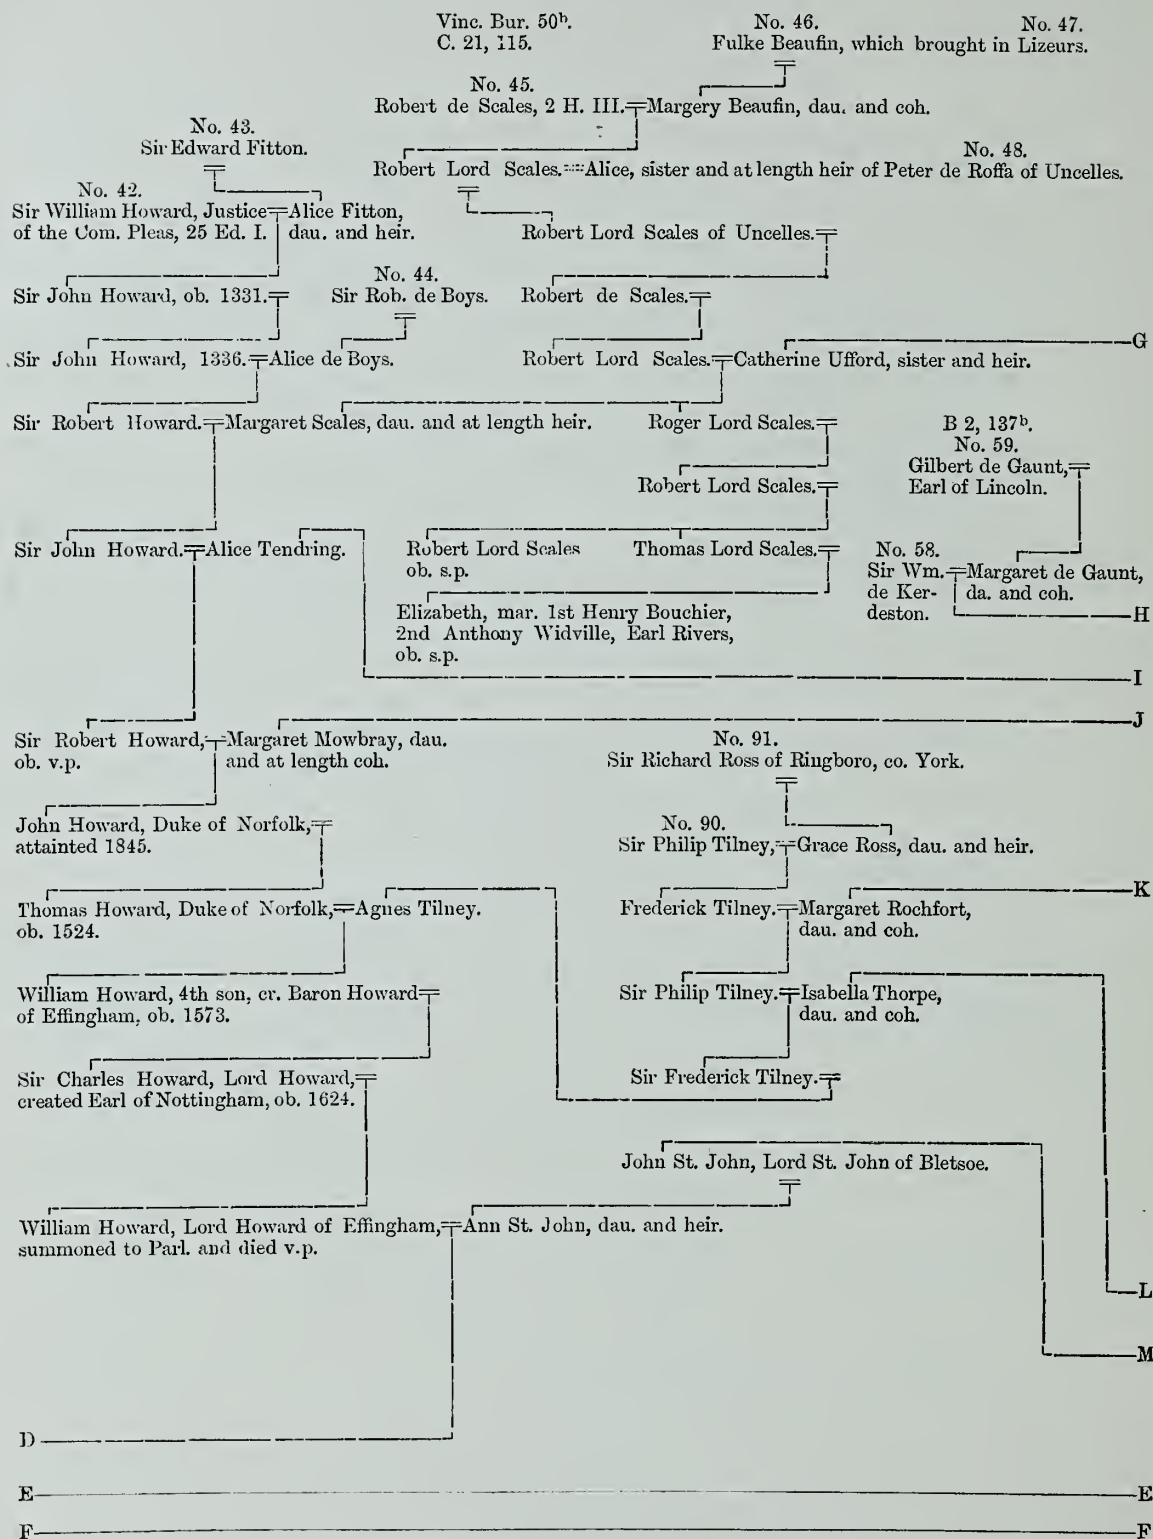 Vinc. Bur. 50ʰ. No. 46. No. 47.
C. 21, 115. Fulke Beaufin, which brought in Lizeurs.
No. 45.
Robert de Scales, 2 H. III. Margery Beaufin, dau. and coh.
No. 43.
Sir Edward Fitton. No. 48.
Robert Lord Scales. Alice, sister and at length heir of Peter de Roffa of Uncelles.
No. 42.
Sir William Howard, Justice Alice Fitton,
of the Com. Pleas, 25 Ed. I. dau. and heir. Robert Lord Scales of Uncelles.
No. 44.
Sir John Howard, ob. 1331. Sir Rob. de Boys. Robert de Scales.
G
Sir John Howard, 1336. Alice de Boys. Robert Lord Scales. Catherine Ufford, sister and heir.
Sir Robert Howard. Margaret Scales, dau. and at length heir. Roger Lord Scales. B 2, 137ᵇ.
No. 59.
Gilbert de Gaunt,
Robert Lord Scales. Earl of Lincoln.
Sir John Howard. Alice Tendring. Robert Lord Scales Thomas Lord Scales. No. 58.
ob. s.p. Sir Wm. Margaret de Gaunt,
de Ker- da. and coh.
deston. H
Elizabeth, mar. 1st Henry Bouchier,
2nd Anthony Widville, Earl Rivers,
ob. s.p.
I
J
Sir Robert Howard, Margaret Mowbray, dau. No. 91.
ob. v.p. and at length coh. Sir Richard Ross of Ringboro, co. York.
John Howard, Duke of Norfolk, No. 90.
attainted 1845. Sir Philip Tilney, Grace Ross, dau. and heir.
K
Thomas Howard, Duke of Norfolk, Agnes Tilney. Frederick Tilney. Margaret Rochfort,
ob. 1524. dau. and coh.
William Howard, 4th son, cr. Baron Howard Sir Philip Tilney. Isabella Thorpe,
of Effingham, ob. 1573. dau. and coh.
Sir Charles Howard, Lord Howard, Sir Frederick Tilney.
created Earl of Nottingham, ob. 1624.
John St. John, Lord St. John of Bletsoe.
William Howard, Lord Howard of Effingham, Ann St. John, dau. and heir.
summoned to Parl. and died v.p.
L
M
D
E E
F F